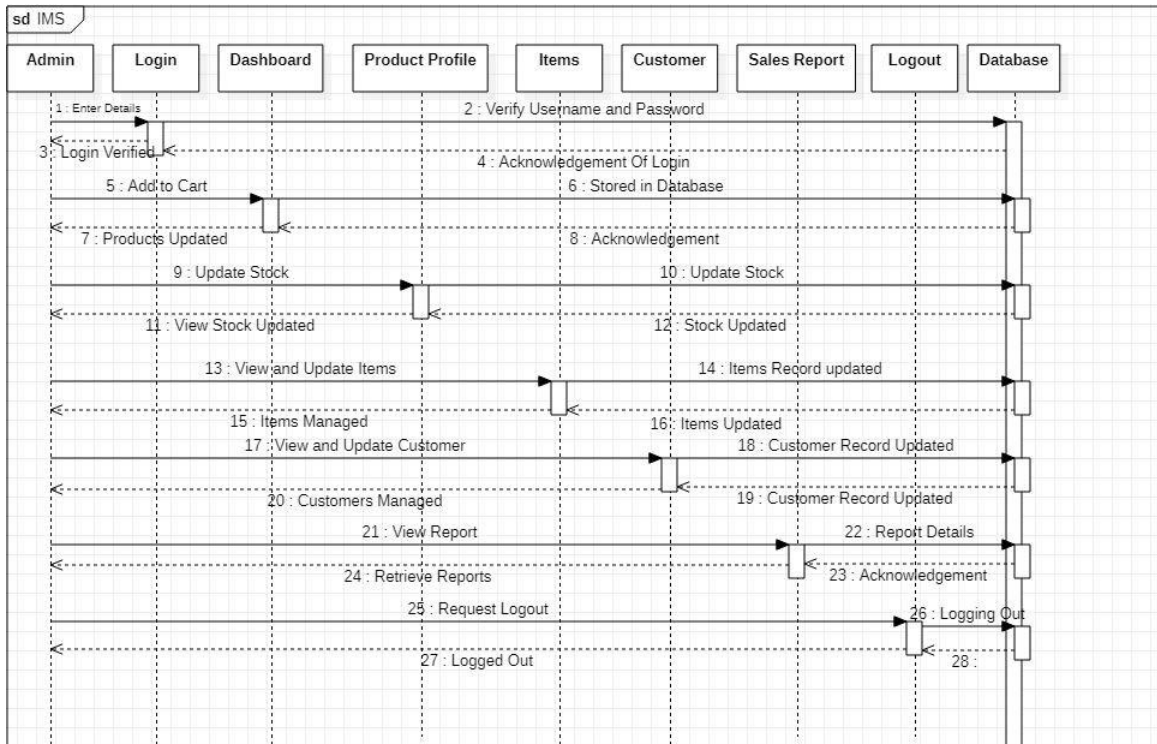 sd IMS
Admin
Login
Dashboard
Product Profile
Items
Customer
Sales Report
Logout
Database
1 : Enter Details
2 : Verify Username and Password
3 : Login Verified
4 : Acknowledgement Of Login
5 : Add to Cart
6 : Stored in Database
7 : Products Updated
8 : Acknowledgement
9 : Update Stock
10 : Update Stock
11 : View Stock Updated
12 : Stock Updated
13 : View and Update Items
14 : Items Record updated
15 : Items Managed
16 : Items Updated
17 : View and Update Customer
18 : Customer Record Updated
20 : Customers Managed
19 : Customer Record Updated
21 : View Report
22 : Report Details
24 : Retrieve Reports
23 : Acknowledgement
25 : Request Logout
26 : Logging Out
27 : Logged Out
28 :